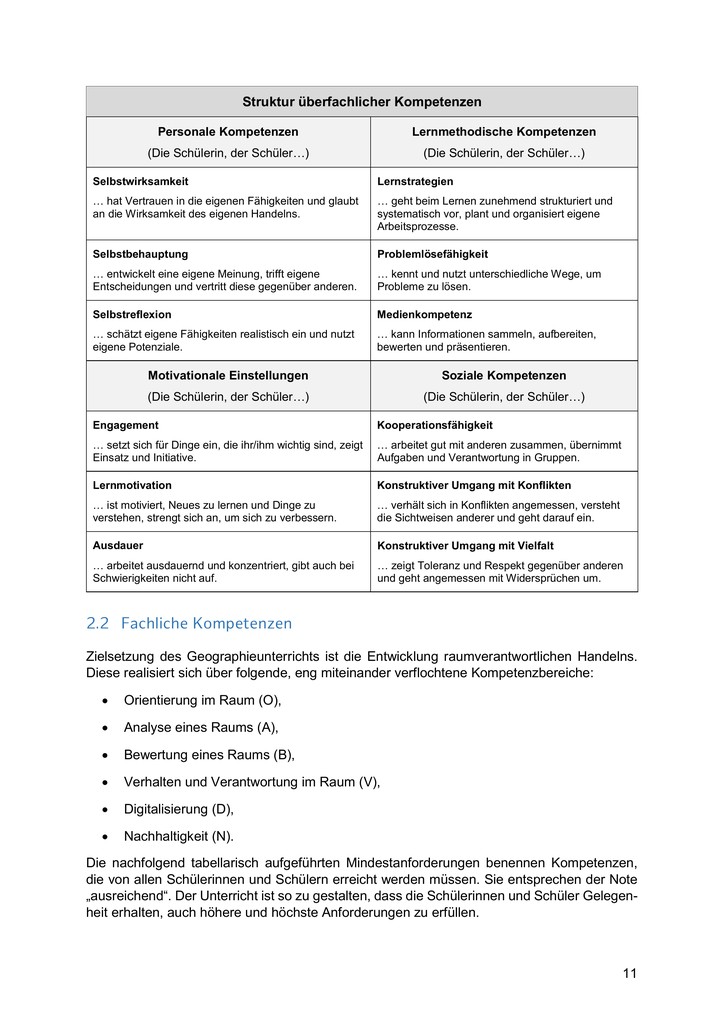 Struktur überfachlicher Kompetenzen
Personale Kompetenzen
(Die Schülerin, der Schüler…)
Lernmethodische Kompetenzen
(Die Schülerin, der Schüler…)
Selbstwirksamkeit
… hat Vertrauen in die eigenen Fähigkeiten und glaubt
an die Wirksamkeit des eigenen Handelns.
Lernstrategien
… geht beim Lernen zunehmend strukturiert und
systematisch vor, plant und organisiert eigene
Arbeitsprozesse.
Selbstbehauptung
… entwickelt eine eigene Meinung, trifft eigene
Entscheidungen und vertritt diese gegenüber anderen.
Problemlösefähigkeit
… kennt und nutzt unterschiedliche Wege, um
Probleme zu lösen.
Selbstreflexion
… schätzt eigene Fähigkeiten realistisch ein und nutzt
eigene Potenziale.
Medienkompetenz
… kann Informationen sammeln, aufbereiten,
bewerten und präsentieren.
Motivationale Einstellungen
(Die Schülerin, der Schüler…)
Soziale Kompetenzen
(Die Schülerin, der Schüler…)
Engagement
… setzt sich für Dinge ein, die ihr/ihm wichtig sind, zeigt
Einsatz und Initiative.
Kooperationsfähigkeit
… arbeitet gut mit anderen zusammen, übernimmt
Aufgaben und Verantwortung in Gruppen.
Lernmotivation
… ist motiviert, Neues zu lernen und Dinge zu
verstehen, strengt sich an, um sich zu verbessern.
Konstruktiver Umgang mit Konflikten
… verhält sich in Konflikten angemessen, versteht
die Sichtweisen anderer und geht darauf ein.
Ausdauer
… arbeitet ausdauernd und konzentriert, gibt auch bei
Schwierigkeiten nicht auf.
Konstruktiver Umgang mit Vielfalt
… zeigt Toleranz und Respekt gegenüber anderen
und geht angemessen mit Widersprüchen um.
2.2 Fachliche Kompetenzen
Zielsetzung des Geographieunterrichts ist die Entwicklung raumverantwortlichen Handelns.
Diese realisiert sich über folgende, eng miteinander verflochtene Kompetenzbereiche:
• Orientierung im Raum (O),
• Analyse eines Raums (A),
• Bewertung eines Raums (B),
• Verhalten und Verantwortung im Raum (V),
• Digitalisierung (D),
• Nachhaltigkeit (N).
Die nachfolgend tabellarisch aufgeführten Mindestanforderungen benennen Kompetenzen,
die von allen Schülerinnen und Schülern erreicht werden müssen. Sie entsprechen der Note
„ausreichend“. Der Unterricht ist so zu gestalten, dass die Schülerinnen und Schüler Gelegen-
heit erhalten, auch höhere und höchste Anforderungen zu erfüllen.
11